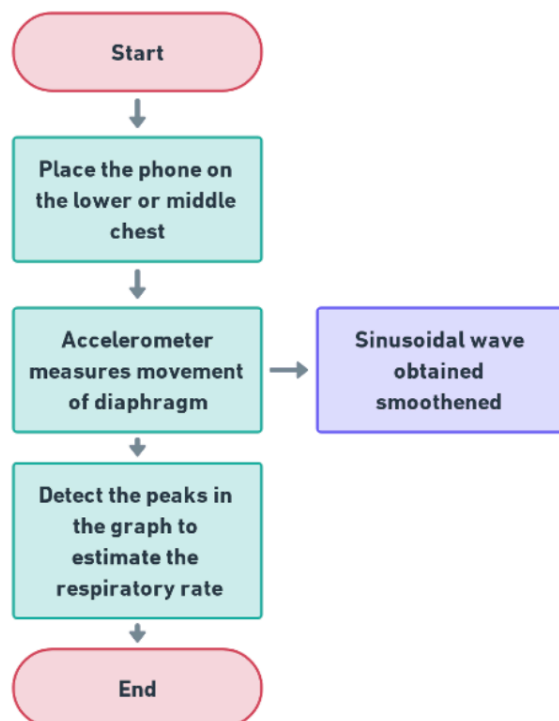 Start
Place the phone on
the lower or middle
chest
Accelerometer
measures movement
of diaphragm
Sinusoidal wave
obtained
smoothened
Detect the peaks in
the graph to
estimate the
respiratory rate
End